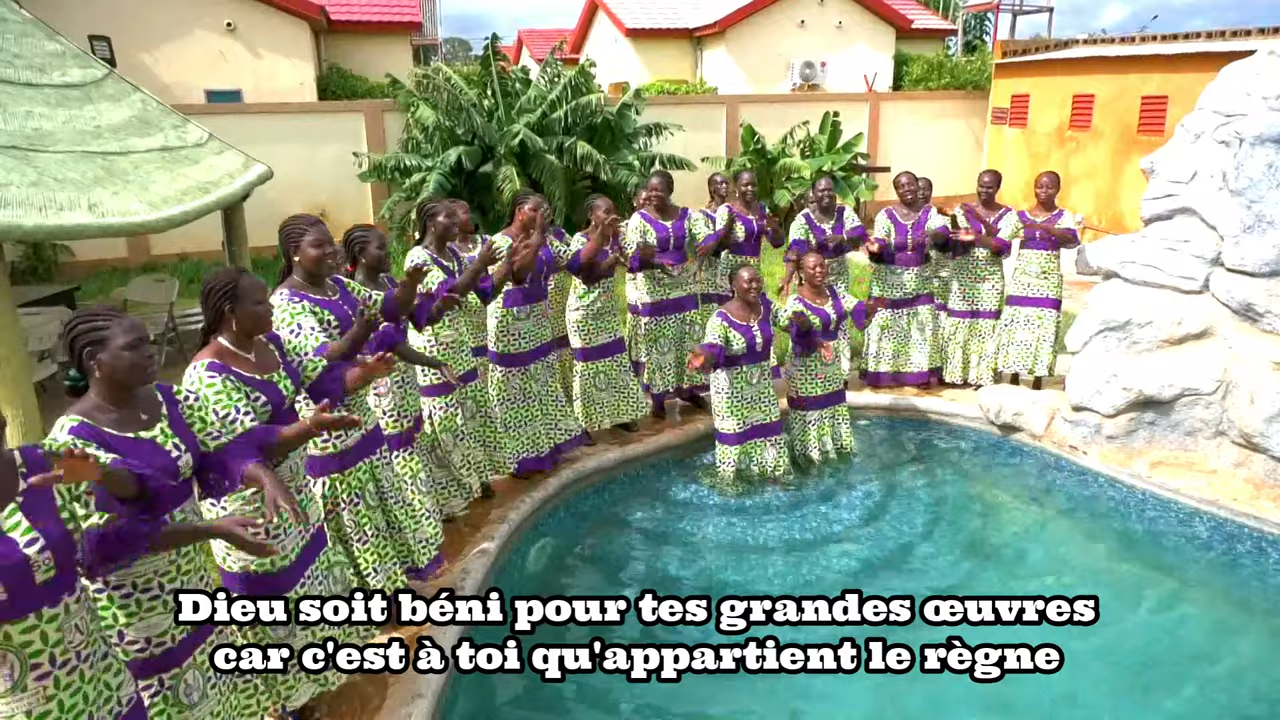 Dieu soit béni pour tes grandes œuvres
car c'est à toi qu'appartient le règne